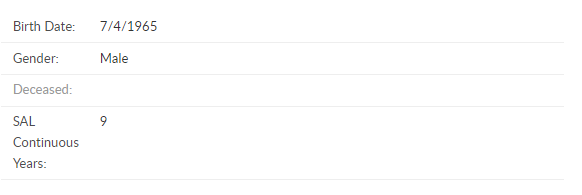 Birth Date: 7/4/1965
Gender: Male
Deceased:
SAL 9
Continuous
Years: